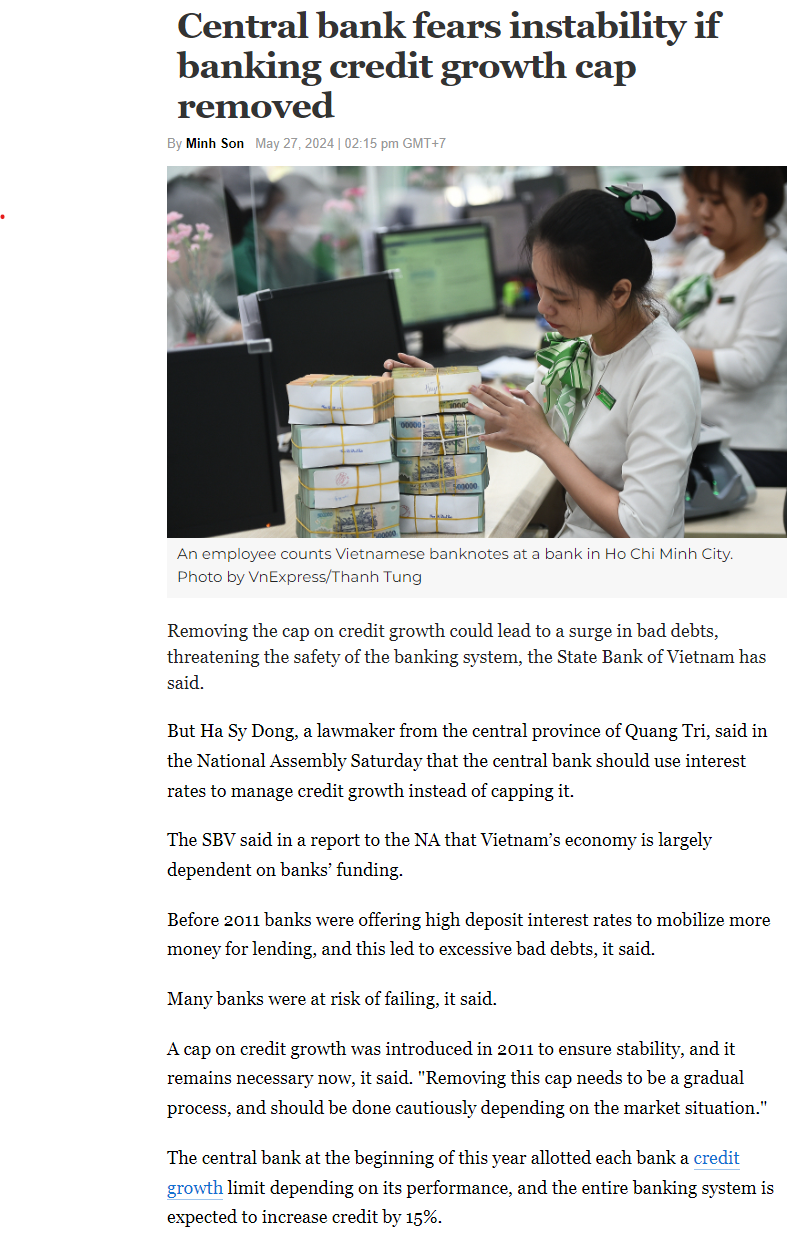 Central bank fears instability if
banking credit growth cap
removed
By Minh Son May 27, 2024 | 02:15 pm GMT+7
500000
An employee counts Vietnamese banknotes at a bank in Ho Chi Minh City.
Photo by VnExpress/Thanh Tung
Removing the cap on credit growth could lead to a surge in bad debts,
threatening the safety of the banking system, the State Bank of Vietnam has
said.
But Ha Sy Dong, a lawmaker from the central province of Quang Tri, said in
the National Assembly Saturday that the central bank should use interest
rates to manage credit growth instead of capping it.
The SBV said in a report to the NA that Vietnam’s economy is largely
dependent on banks’ funding.
Before 2011 banks were offering high deposit interest rates to mobilize more
money for lending, and this led to excessive bad debts, it said.
Many banks were at risk of failing, it said.
A cap on credit growth was introduced in 2011 to ensure stability, and it
remains necessary now, it said. "Removing this cap needs to be a gradual
process, and should be done cautiously depending on the market situation."
The central bank at the beginning of this year allotted each bank a credit
growth limit depending on its performance, and the entire banking system is
expected to increase credit by 15%.